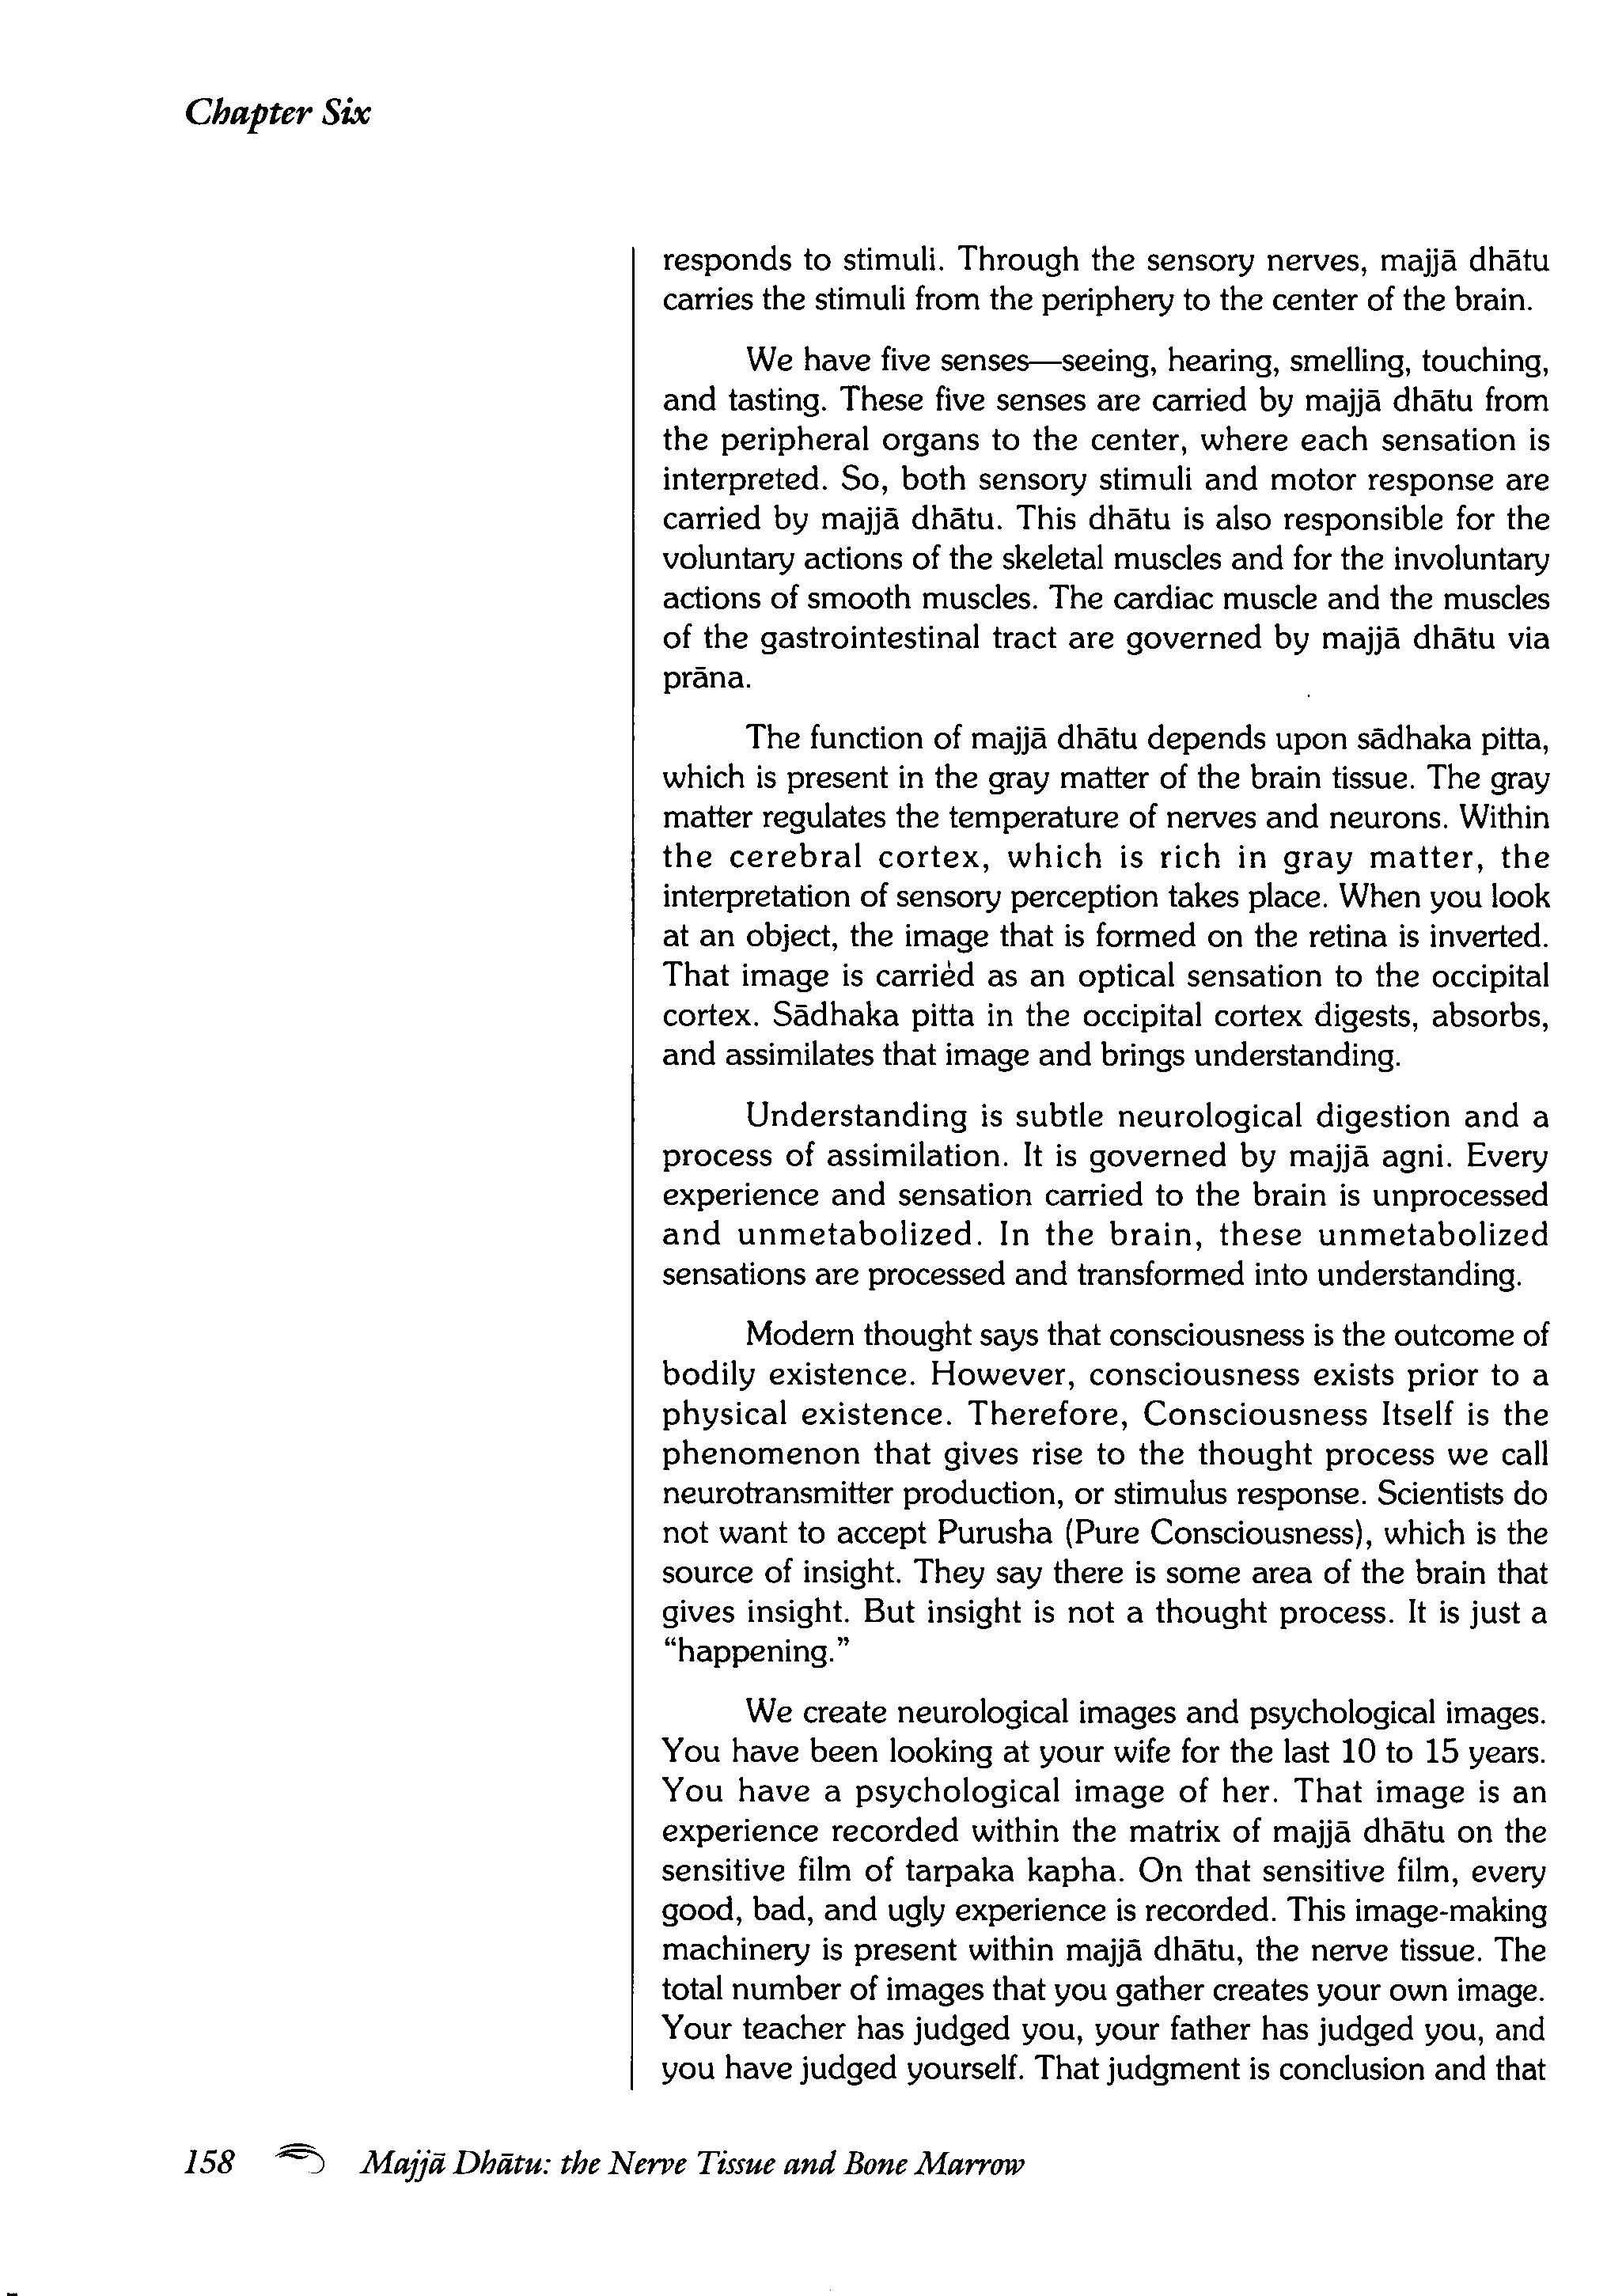 Chapter Six
responds to stimuli. Through the sensory nerves, majjā dhātu
carries the stimuli from the periphery to the center of the brain.
We have five senses—seeing, hearing, smelling, touching,
and tasting. These five senses are carried by majjā dhātu from
the peripheral organs to the center, where each sensation is
interpreted. So, both sensory stimuli and motor response are
carried by majjā dhātu. This dhātu is also responsible for the
voluntary actions of the skeletal muscles and for the involuntary
actions of smooth muscles. The cardiac muscle and the muscles
of the gastrointestinal tract are governed by majjā dhātu via
prāna.
The function of majjā dhātu depends upon sādhaka pitta,
which is present in the gray matter of the brain tissue. The gray
matter regulates the temperature of nerves and neurons. Within
the cerebral cortex, which is rich in gray matter, the
interpretation of sensory perception takes place. When you look
at an object, the image that is formed on the retina is inverted.
That image is carried as an optical sensation to the occipital
cortex. Sādhaka pitta in the occipital cortex digests, absorbs,
and assimilates that image and brings understanding.
Understanding is subtle neurological digestion and a
process of assimilation. It is governed by majjā agni. Every
experience and sensation carried to the brain is unprocessed
and unmetabolized. In the brain, these unmetabolized
sensations are processed and transformed into understanding.
Modern thought says that consciousness is the outcome of
bodily existence. However, consciousness exists prior to a
physical existence. Therefore, Consciousness Itself is the
phenomenon that gives rise to the thought process we call
neurotransmitter production, or stimulus response. Scientists do
not want to accept Purusha (Pure Consciousness), which is the
source of insight. They say there is some area of the brain that
gives insight. But insight is not a thought process. It is just a
“happening.”
We create neurological images and psychological images.
You have been looking at your wife for the last 10 to 15 years.
You have a psychological image of her. That image is an
experience recorded within the matrix of majjā dhātu on the
sensitive film of tarpaka kapha. On that sensitive film, every
good, bad, and ugly experience is recorded. This image-making
machinery is present within majjā dhātu, the nerve tissue. The
total number of images that you gather creates your own image.
Your teacher has judged you, your father has judged you, and
you have judged yourself. That judgment is conclusion and that
158 Majjā Dhātu: the Nerve Tissue and Bone Marrow